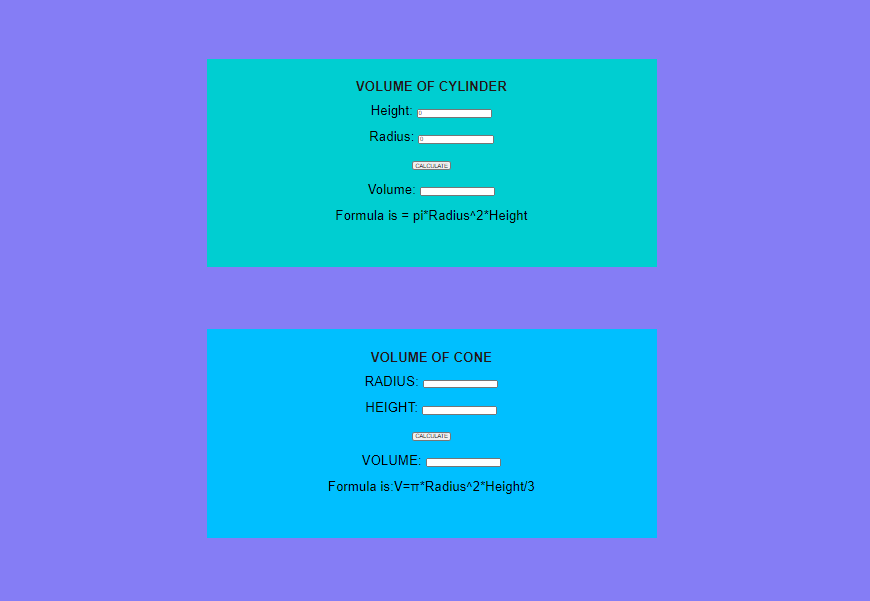 VOLUME OF CYLINDER
Height: 0
Radius: 0
CALCULATE
Volume:
Formula is = pi*Radius^2*Height
VOLUME OF CONE
RADIUS:
HEIGHT:
CALCULATE
VOLUME:
Formula is:V=π*Radius^2*Height/3